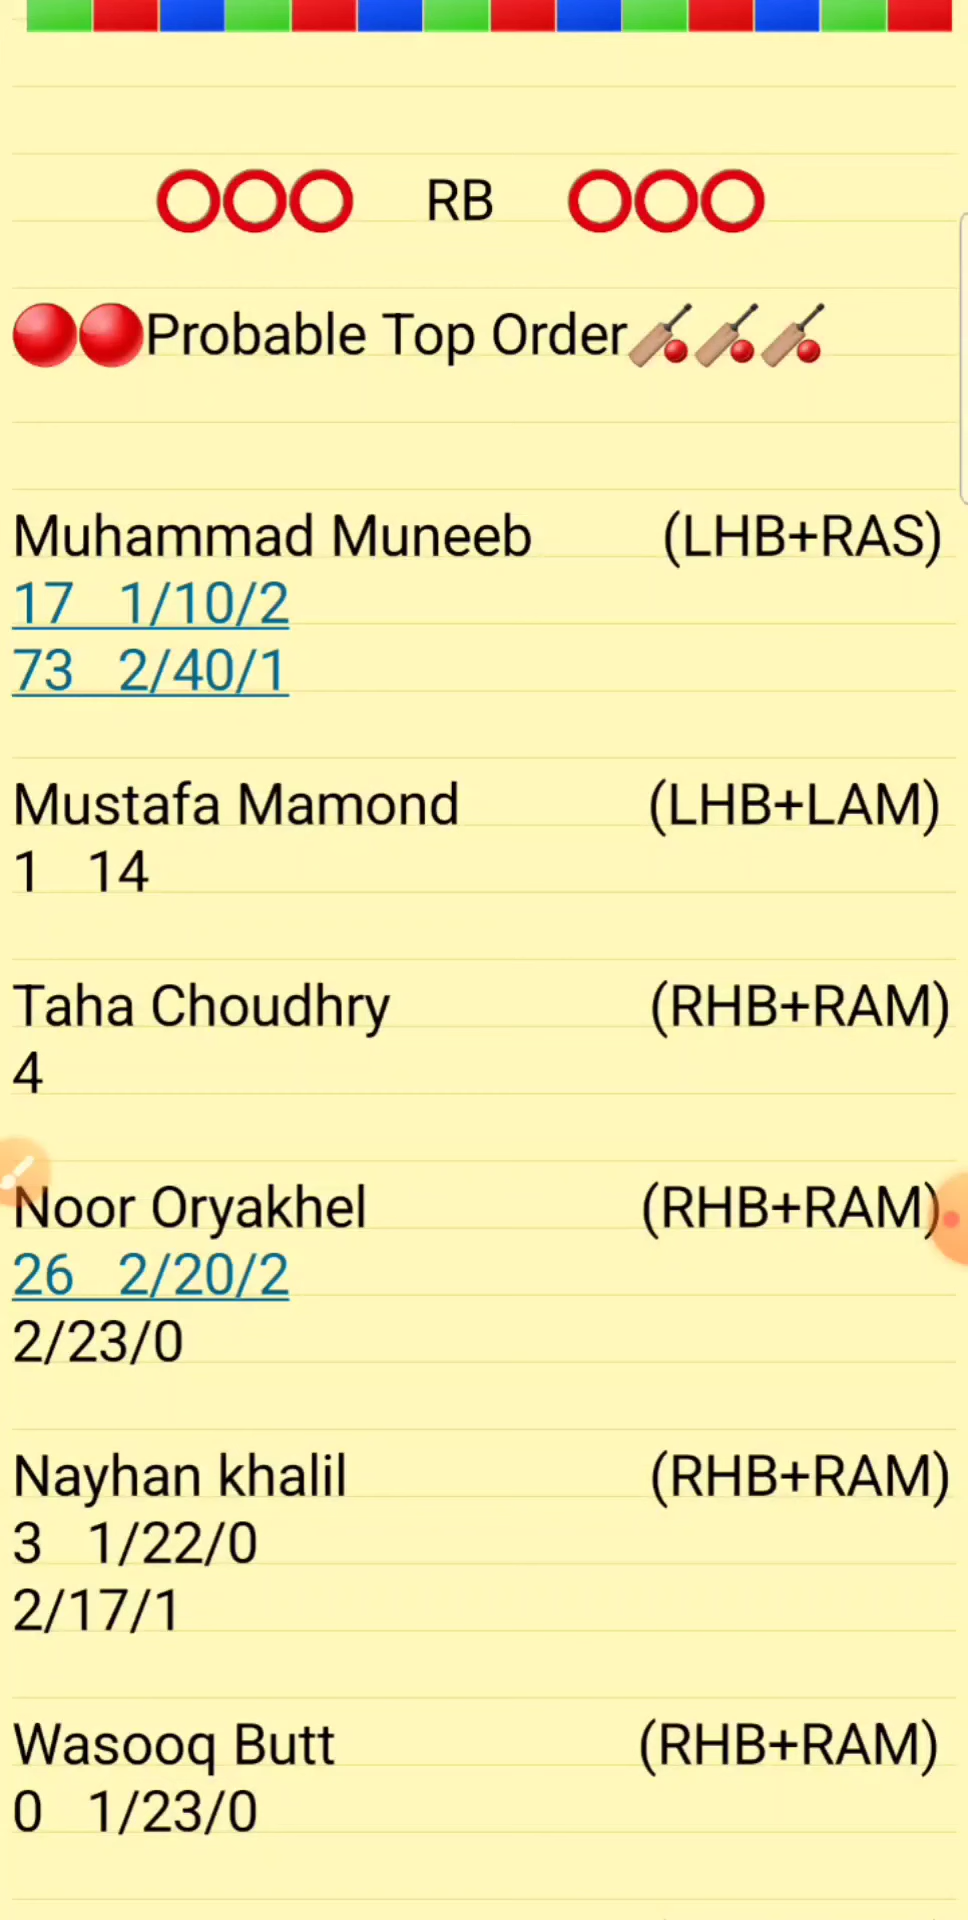 ⭕⭕⭕ RB ⭕⭕⭕
🔴🔴Probable Top Order🏏🏏🏏
Muhammad Muneeb (LHB+RAS)
17 1/10/2
73 2/40/1
Mustafa Mamond (LHB+LAM)
1 14
Taha Choudhry (RHB+RAM)
4
Noor Oryakhel (RHB+RAM)
26 2/20/2
2/23/0
Nayhan khalil (RHB+RAM)
3 1/22/0
2/17/1
Wasooq Butt (RHB+RAM)
0 1/23/0